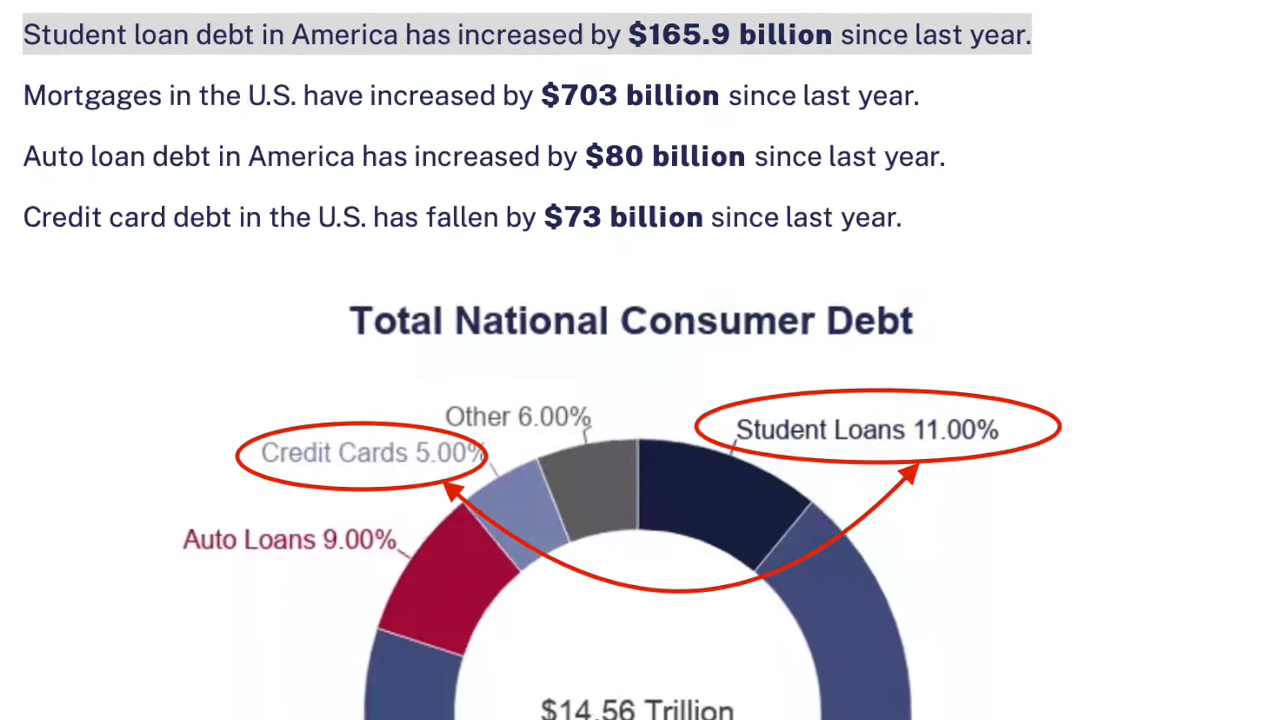 Student loan debt in America has increased by $165.9 billion since last year.
Mortgages in the U.S. have increased by $703 billion since last year.
Auto loan debt in America has increased by $80 billion since last year.
Credit card debt in the U.S. has fallen by $73 billion since last year.
Total National Consumer Debt
Other 6.00%
Student Loans 11.00%
Credit Cards 5.00%
Auto Loans 9.00%
$14.56 Trillion